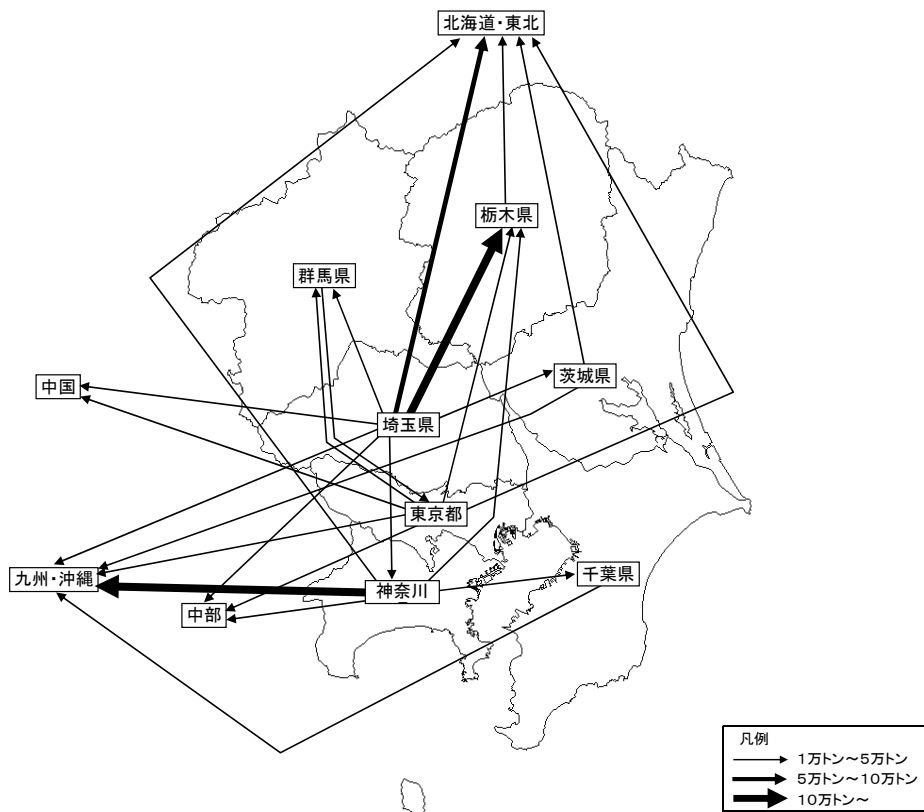 北海道・東北
栃木県
群馬県
茨城県
中国
埼玉県
東京都
九州・沖縄
神奈川
千葉県
中部
凡例
1万トン～5万トン
5万トン～10万トン
10万トン～